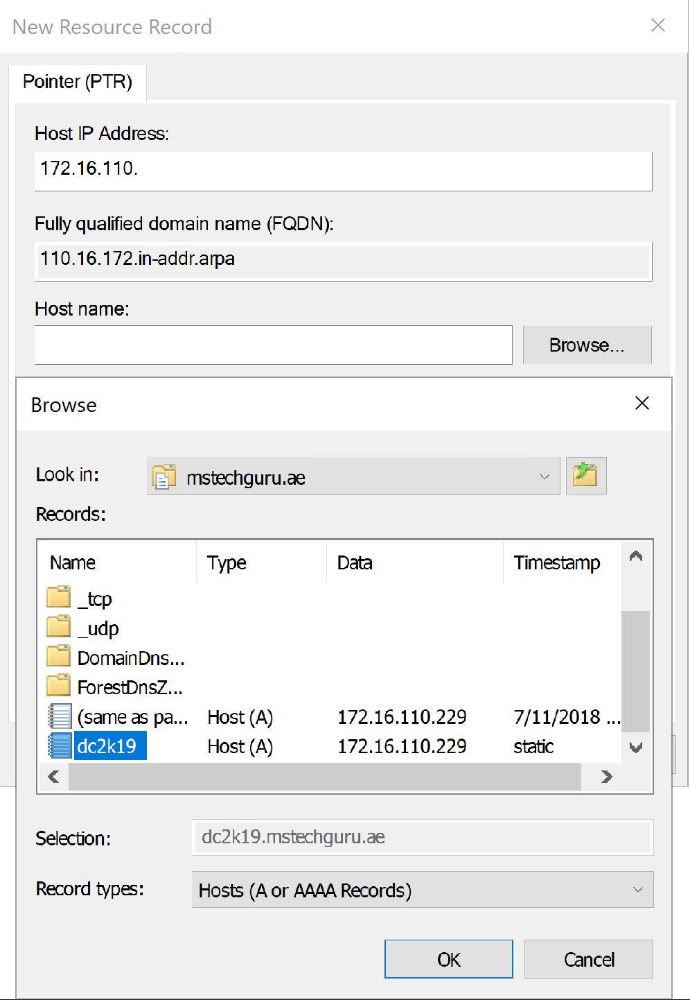 New Resource Record
Pointer (PTR)
Host IP Address:
172.16.110.
Fully qualified domain name (FQDN):
110.16.172.in-addr.arpa
Host name:
Browse...
Browse
Look in: mstechguru.ae
Records:
Name Type Data Timestamp
_tcp
_udp
DomainDns...
ForestDnsZ...
(same as pa... Host (A) 172.16.110.229 7/11/2018 ...
dc2k19 Host (A) 172.16.110.229 static
Selection: dc2k19.mstechguru.ae
Record types: Hosts (A or AAAA Records)
OK Cancel